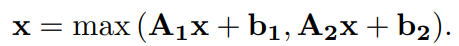 x = max (A₁x + b₁, A₂x + b₂).